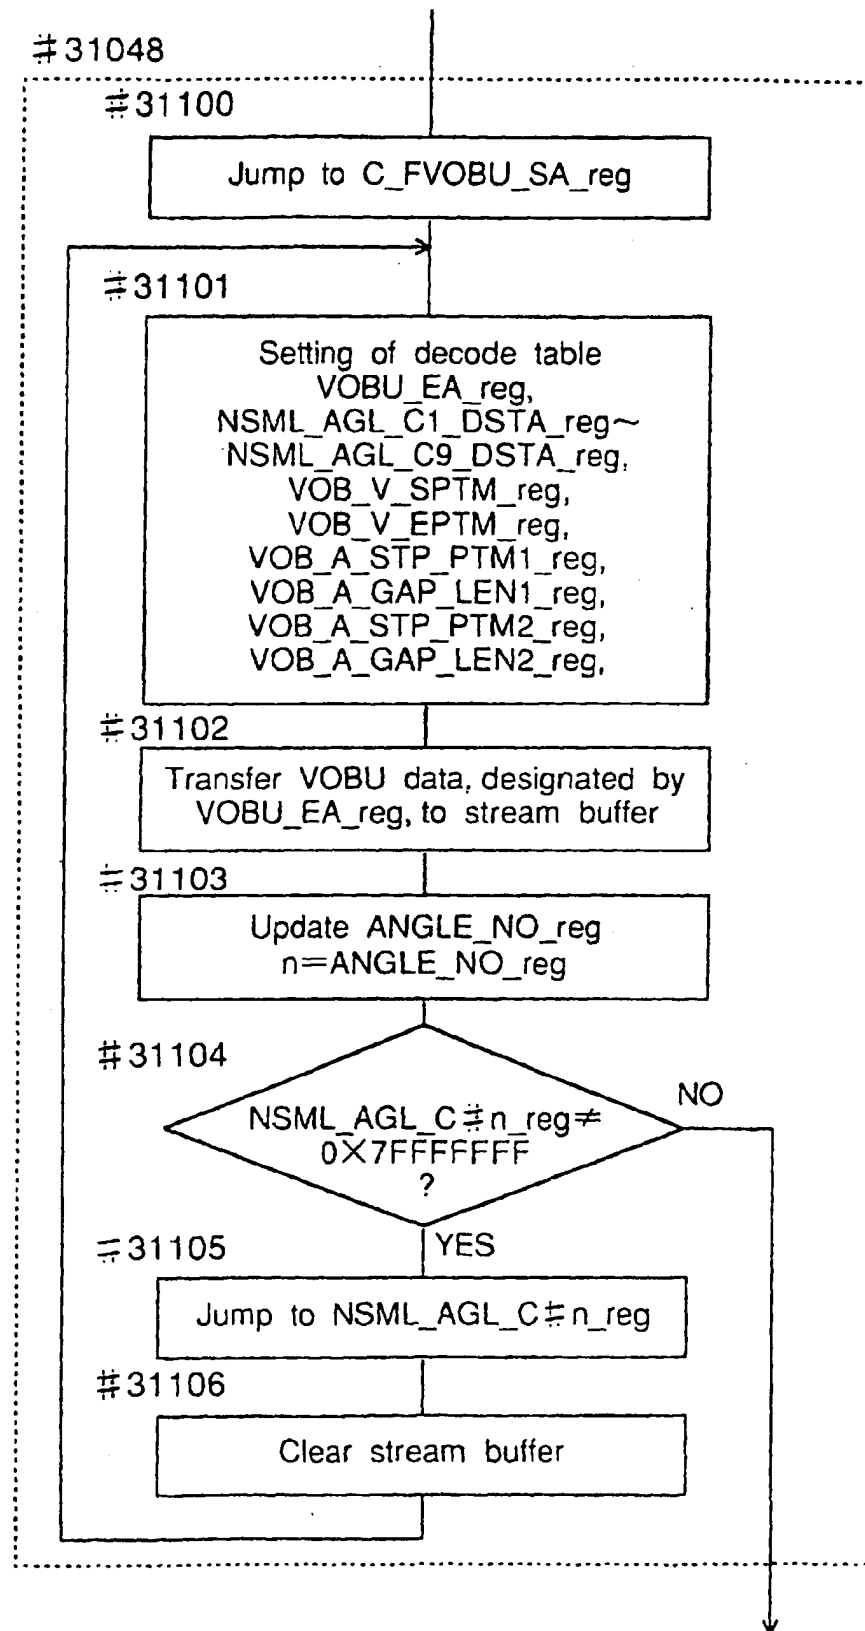 #31048
#31100
Jump to C_FVOBU_SA_reg
#31101
Setting of decode table
VOBU_EA_reg,
NSML_AGL_C1_DSTA_reg~
NSML_AGL_C9_DSTA_reg,
VOB_V_SPTM_reg,
VOB_V_EPTM_reg,
VOB_A_STP_PTM1_reg,
VOB_A_GAP_LEN1_reg,
VOB_A_STP_PTM2_reg,
VOB_A_GAP_LEN2_reg,
#31102
Transfer VOBU data, designated by
VOBU_EA_reg, to stream buffer
#31103
Update ANGLE_NO_reg
n=ANGLE_NO_reg
#31104
NO
NSML_AGL_C#n_reg≠
0X7FFFFFFF
?
#31105
YES
Jump to NSML_AGL_C#n_reg
#31106
Clear stream buffer